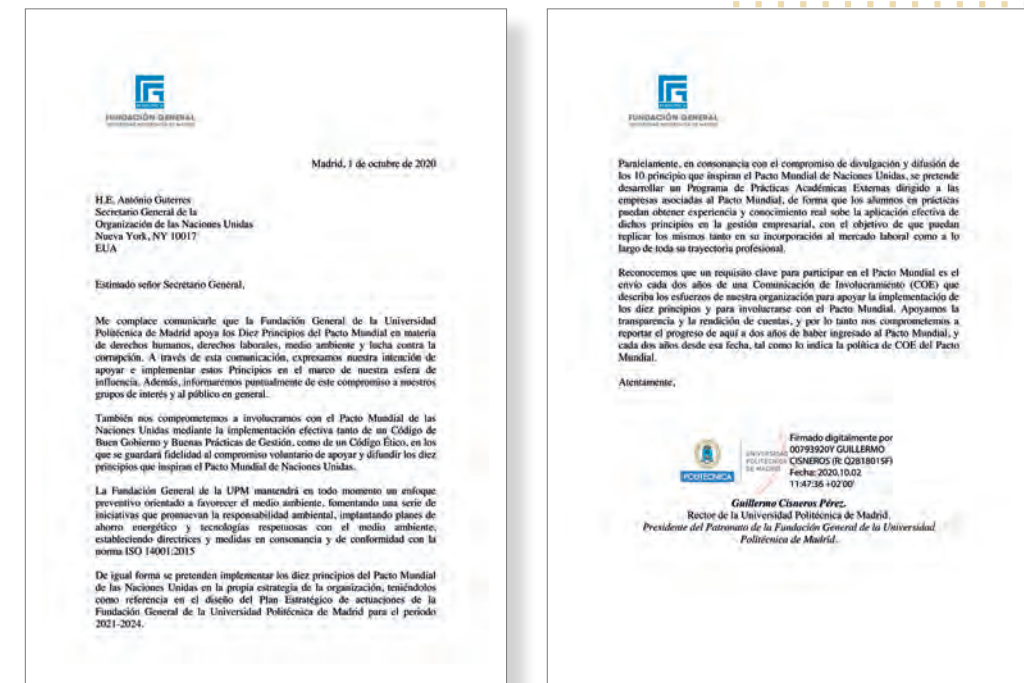 POLITÉCNICA
FUNDACIÓN GENERAL
UNIVERSIDAD POLITÉCNICA DE MADRID
Madrid, 1 de octubre de 2020
H.E. António Guterres
Secretario General de la
Organización de las Naciones Unidas
Nueva York, NY 10017
EUA
Estimado señor Secretario General,
Me complace comunicarle que la Fundación General de la Universidad
Politécnica de Madrid apoya los Diez Principios del Pacto Mundial en materia
de derechos humanos, derechos laborales, medio ambiente y lucha contra la
corrupción. A través de esta comunicación, expresamos nuestra intención de
apoyar e implementar estos Principios en el marco de nuestra esfera de
influencia. Además, informaremos puntualmente de este compromiso a nuestros
grupos de interés y al público en general.
También nos comprometemos a involucrarnos con el Pacto Mundial de las
Naciones Unidas mediante la implementación efectiva tanto de un Código de
Buen Gobierno y Buenas Prácticas de Gestión, como de un Código Ético, en los
que se guardará fidelidad al compromiso voluntario de apoyar y difundir los diez
principios que inspiran el Pacto Mundial de Naciones Unidas.
La Fundación General de la UPM mantendrá en todo momento un enfoque
preventivo orientado a favorecer el medio ambiente, fomentando una serie de
iniciativas que promuevan la responsabilidad ambiental, implantando planes de
ahorro energético y tecnologías respetuosas con el medio ambiente,
estableciendo directrices y medidas en consonancia y de conformidad con la
norma ISO 14001:2015
De igual forma se pretenden implementar los diez principios del Pacto Mundial
de las Naciones Unidas en la propia estrategia de la organización, teniéndolos
como referencia en el diseño del Plan Estratégico de actuaciones de la
Fundación General de la Universidad Politécnica de Madrid para el periodo
2021-2024.
POLITÉCNICA
FUNDACIÓN GENERAL
UNIVERSIDAD POLITÉCNICA DE MADRID
Paralelamente, en consonancia con el compromiso de divulgación y difusión de
los 10 principio que inspiran el Pacto Mundial de Naciones Unidas, se pretende
desarrollar un Programa de Prácticas Académicas Externas dirigido a las
empresas asociadas al Pacto Mundial, de forma que los alumnos en prácticas
puedan obtener experiencia y conocimiento real sobe la aplicación efectiva de
dichos principios en la gestión empresarial, con el objetivo de que puedan
replicar los mismos tanto en su incorporación al mercado laboral como a lo
largo de toda su trayectoria profesional.
Reconocemos que un requisito clave para participar en el Pacto Mundial es el
envío cada dos años de una Comunicación de Involucramiento (COE) que
describa los esfuerzos de nuestra organización para apoyar la implementación de
los diez principios y para involucrarse con el Pacto Mundial. Apoyamos la
transparencia y la rendición de cuentas, y por lo tanto nos comprometemos a
reportar el progreso de aquí a dos años de haber ingresado al Pacto Mundial, y
cada dos años desde esa fecha, tal como lo indica la política de COE del Pacto
Mundial.
Atentamente,
POLITÉCNICA
UNIVERSIDAD
POLITÉCNICA
DE MADRID
Firmado digitalmente por
00793920Y GUILLERMO
CISNEROS (R: Q2818015F)
Fecha: 2020.10.02
11:47:36 +02'00'
Guillermo Cisneros Pérez.
Rector de la Universidad Politécnica de Madrid.
Presidente del Patronato de la Fundación General de la Universidad
Politécnica de Madrid.